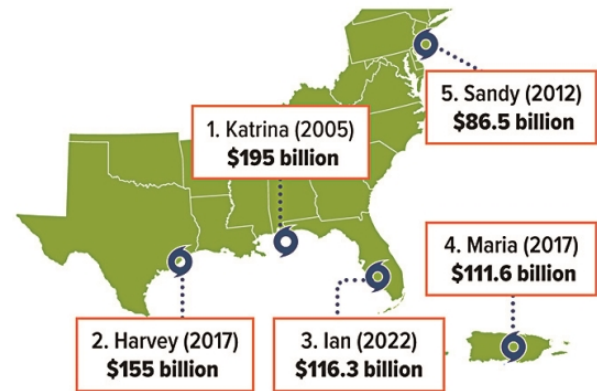 5. Sandy (2012)
$86.5 billion
1. Katrina (2005)
$195 billion
4. Maria (2017)
$111.6 billion
2. Harvey (2017)
$155 billion
3. Ian (2022)
$116.3 billion